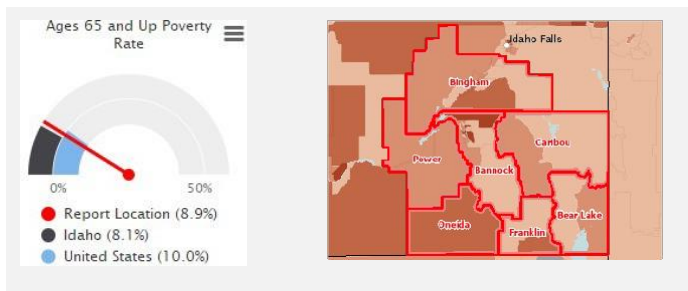 Ages 65 and Up Poverty
Rate
0%
50%
Report Location (8.9%)
Idaho (8.1%)
United States (10.0%)
Idaho Falls
Bingham
Caribou
Power
Bannock
Bear Lake
Oneida
Franklin